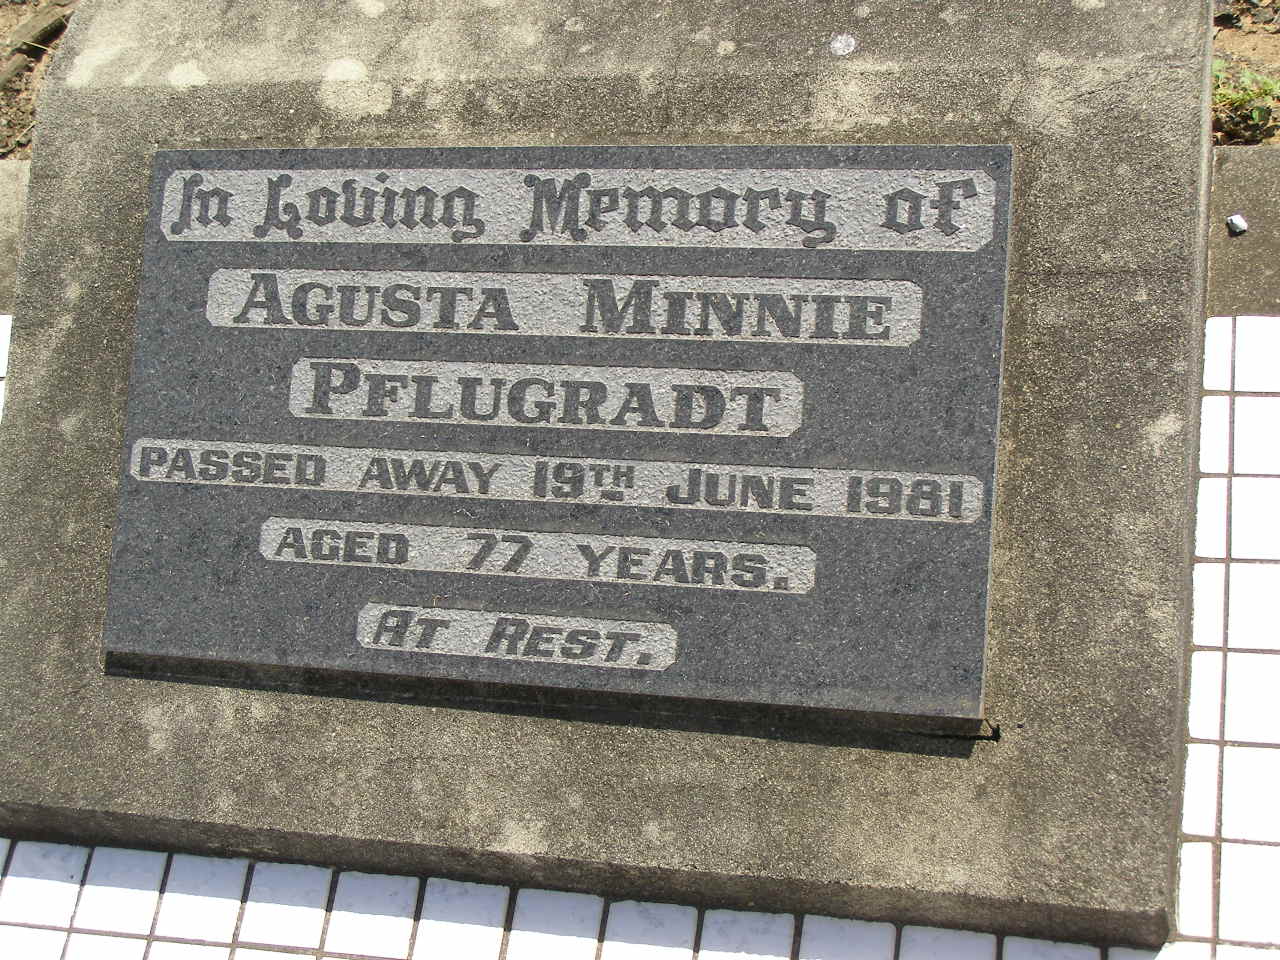 In Loving Memory of
AGUSTA MINNIE
PFLUGRADT
PASSED AWAY 19TH JUNE 1981
AGED 77 YEARS.
AT REST.